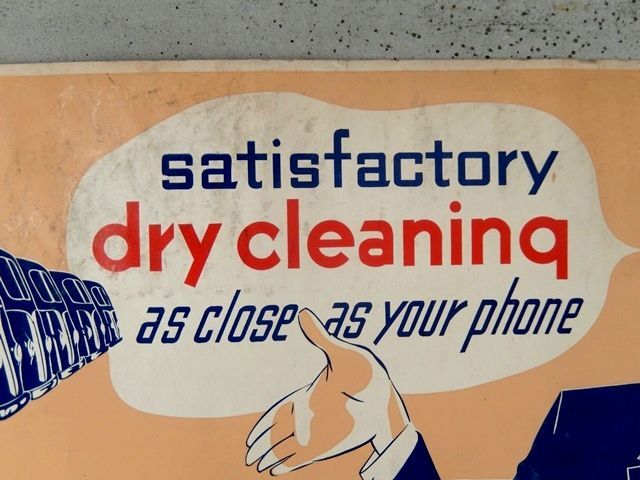 satisfactory
dry cleaning
as close as your phone